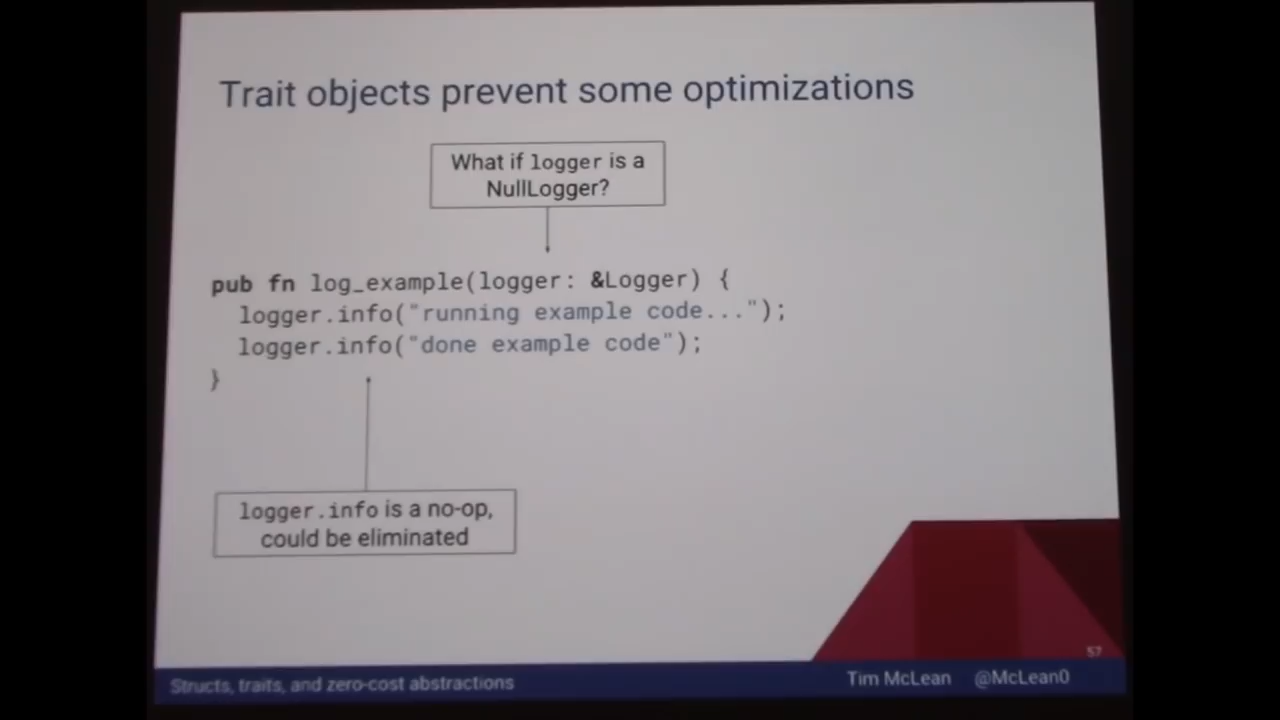 Trait objects prevent some optimizations
What if logger is a
NullLogger?
pub fn log_example(logger: &Logger) {
logger.info("running example code...");
logger.info("done example code");
}
logger.info is a no-op,
could be eliminated
57
Structs, traits, and zero-cost abstractions
Tim McLean @McLean0